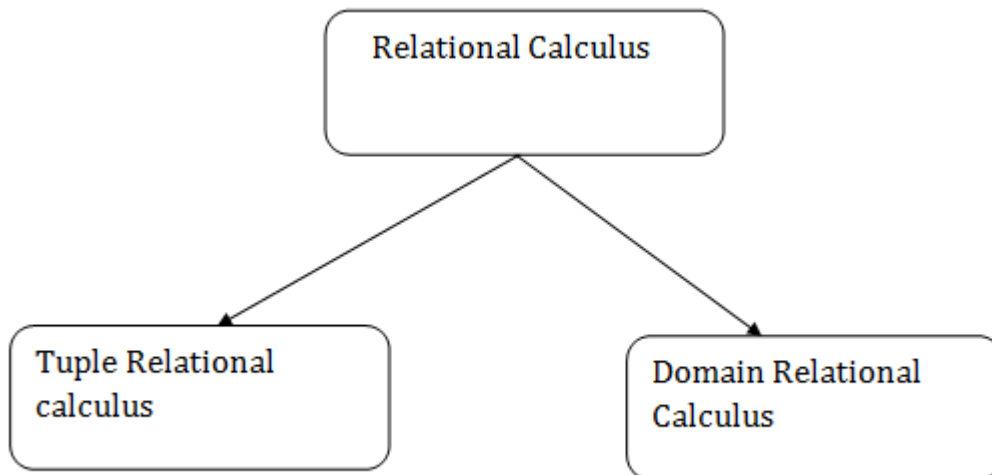 Relational Calculus
Tuple Relational
calculus
Domain Relational
Calculus